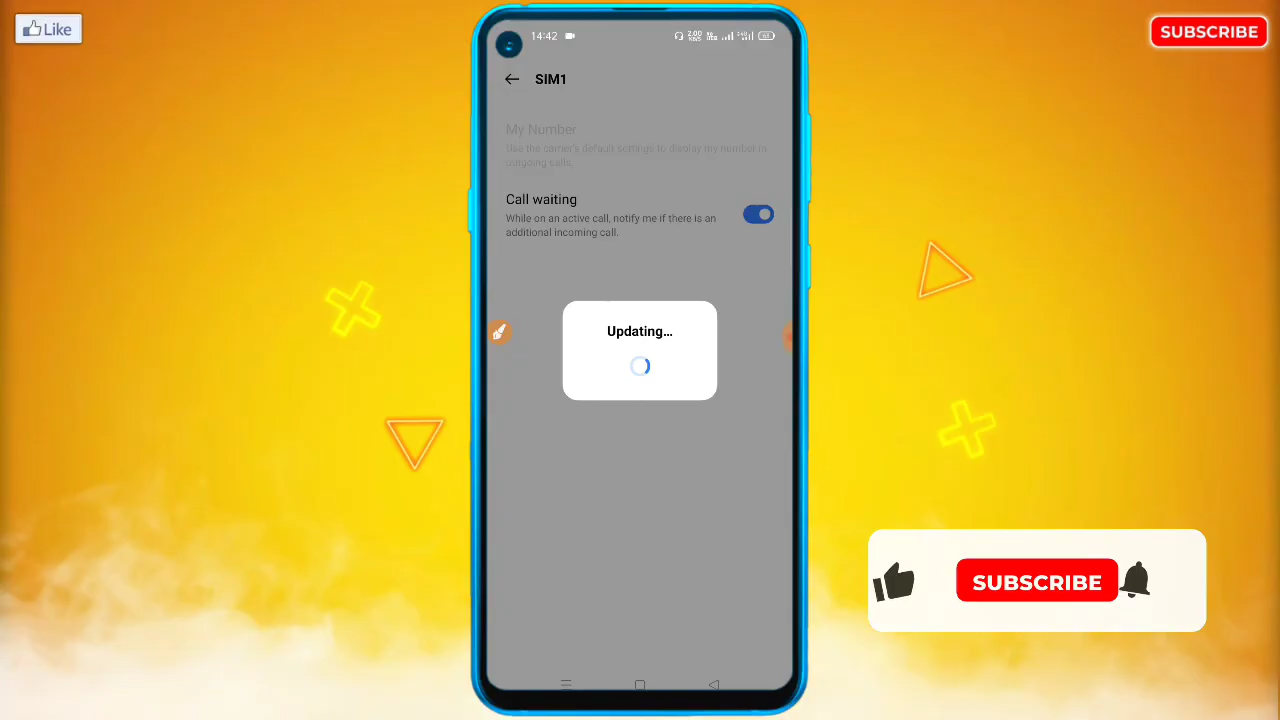 Like
SUBSCRIBE
14:42
SIM1
My Number
Use the carrier's default settings to display my number in
outgoing calls.
Call waiting
While on an active call, notify me if there is an
additional incoming call.
Updating...
SUBSCRIBE